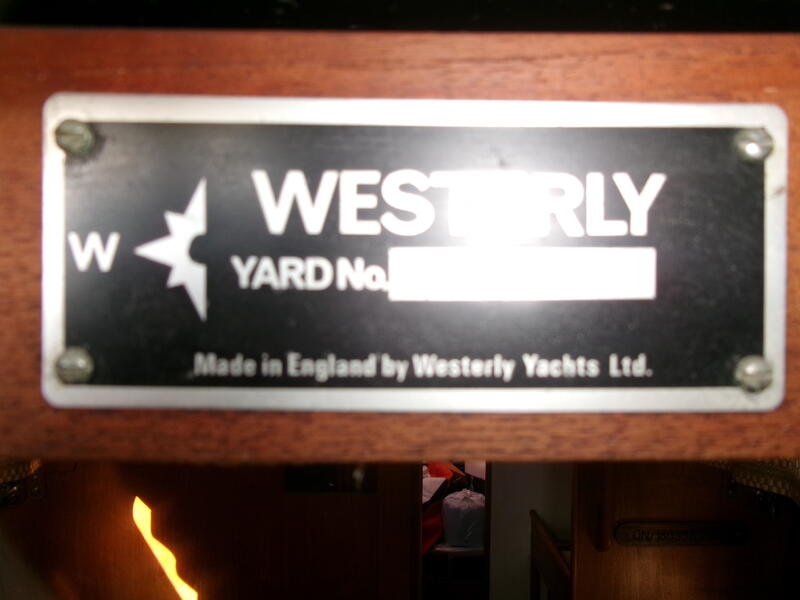 WESTERLY
W
YARD No.
Made in England by Westerly Yachts Ltd.